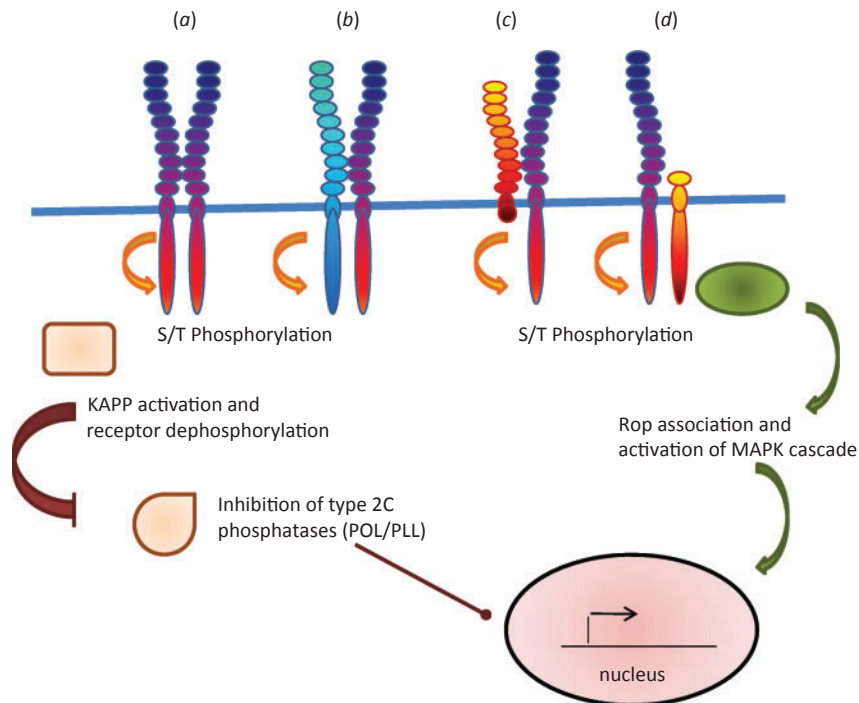 (a)
(b)
(c)
(d)
S/T Phosphorylation
S/T Phosphorylation
KAPP activation and
receptor dephosphorylation
Rop association and
activation of MAPK cascade
Inhibition of type 2C
phosphatases (POL/PLL)
nucleus